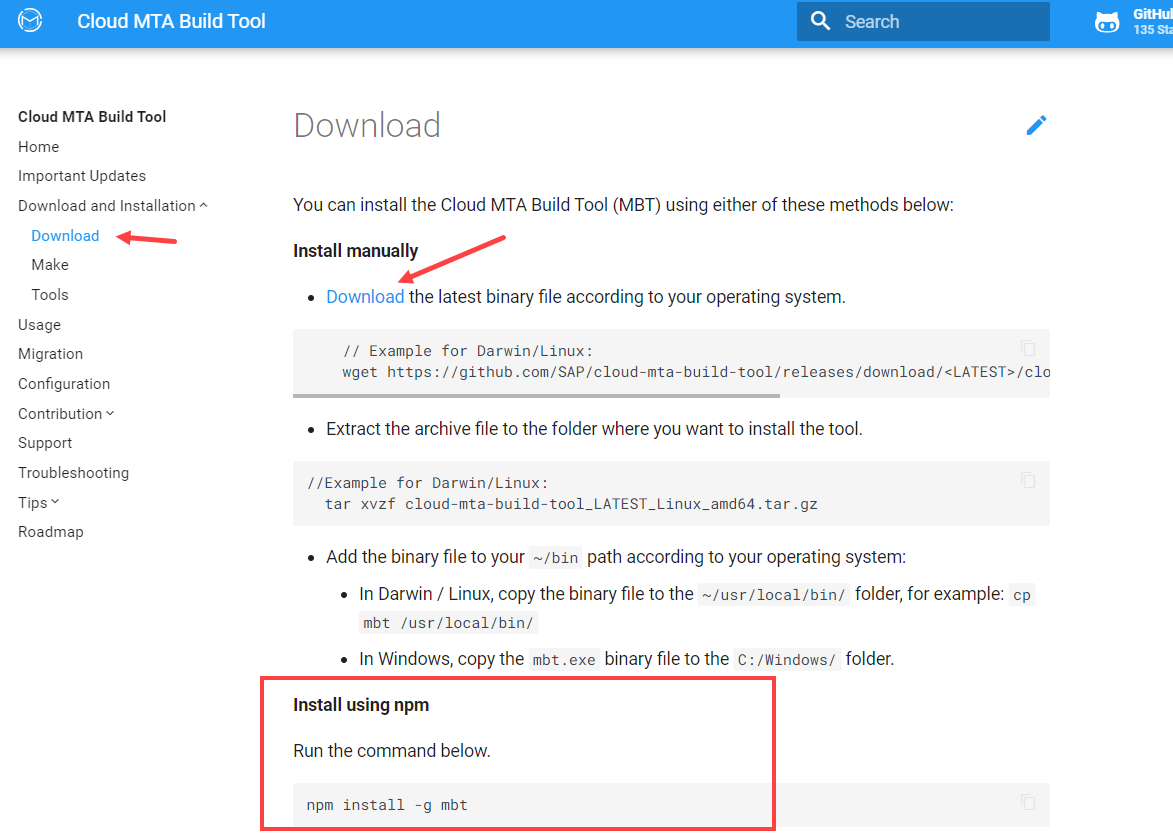 Cloud MTA Build Tool
Search
GitHu
135 Sta
Cloud MTA Build Tool
Home
Important Updates
Download and Installation
Download
Make
Tools
Usage
Migration
Configuration
Contribution
Support
Troubleshooting
Tips
Roadmap
Download
You can install the Cloud MTA Build Tool (MBT) using either of these methods below:
Install manually
Download the latest binary file according to your operating system.
// Example for Darwin/Linux:
wget https://github.com/SAP/cloud-mta-build-tool/releases/download/<LATEST>/clo
Extract the archive file to the folder where you want to install the tool.
//Example for Darwin/Linux:
tar xvzf cloud-mta-build-tool_LATEST_Linux_amd64.tar.gz
Add the binary file to your ~/bin path according to your operating system:
In Darwin / Linux, copy the binary file to the ~/usr/local/bin/ folder, for example: cp
mbt /usr/local/bin/
In Windows, copy the mbt.exe binary file to the C:/Windows/ folder.
Install using npm
Run the command below.
npm install -g mbt